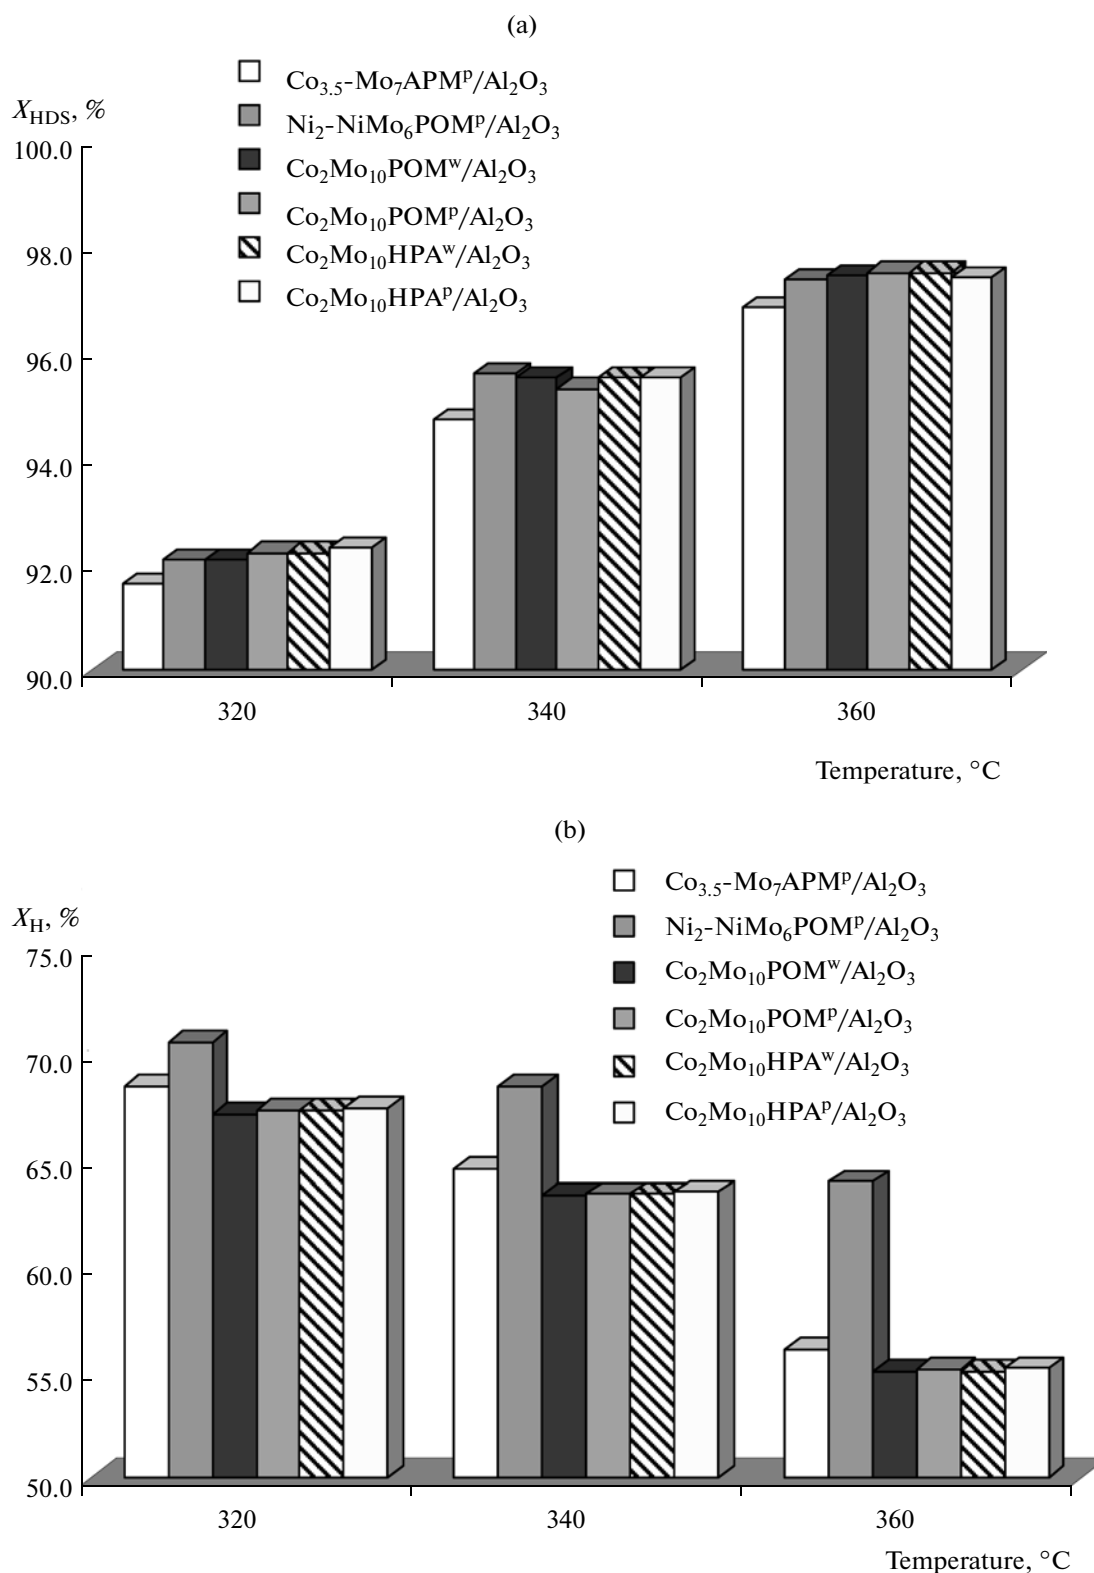 (a)
Co₃.₅-Mo₇APMᵖ/Al₂O₃
X_HDS, %
Ni₂-NiMo₆POMᵖ/Al₂O₃
100.0
Co₂Mo₁₀POMʷ/Al₂O₃
Co₂Mo₁₀POMᵖ/Al₂O₃
98.0
Co₂Mo₁₀HPAʷ/Al₂O₃
Co₂Mo₁₀HPAᵖ/Al₂O₃
96.0
94.0
92.0
90.0
320 340 360
Temperature, °C
(b)
Co₃.₅-Mo₇APMᵖ/Al₂O₃
X_H, %
Ni₂-NiMo₆POMᵖ/Al₂O₃
75.0
Co₂Mo₁₀POMʷ/Al₂O₃
Co₂Mo₁₀POMᵖ/Al₂O₃
70.0
Co₂Mo₁₀HPAʷ/Al₂O₃
Co₂Mo₁₀HPAᵖ/Al₂O₃
65.0
60.0
55.0
50.0
320 340 360
Temperature, °C